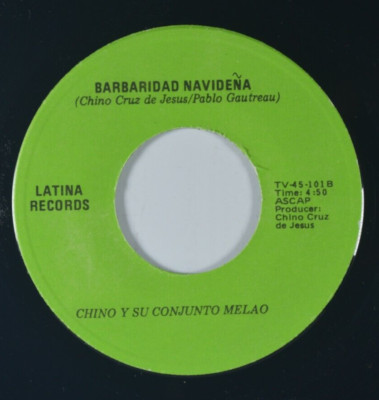 BARBARIDAD NAVIDEÑA
(Chino Cruz de Jesus/Pablo Gautreau)
LATINA
RECORDS
TV-45-101B
Time: 4:50
ASCAP
Producer:
Chino Cruz
de Jesus
CHINO Y SU CONJUNTO MELAO